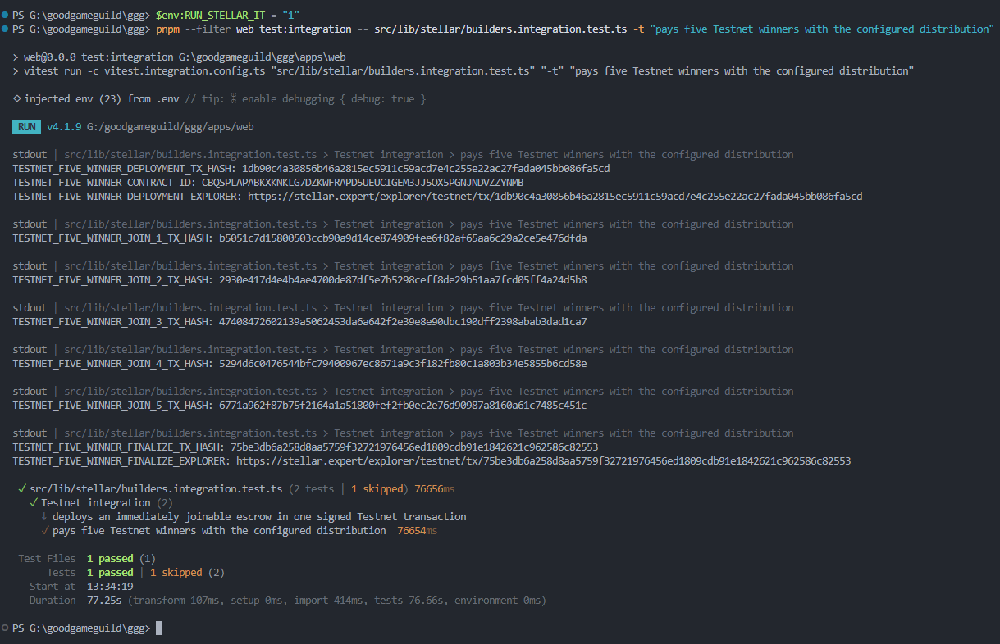 PS G:\goodgameguild\ggg> $env:RUN_STELLAR_IT = "1"
PS G:\goodgameguild\ggg> pnpm --filter web test:integration -- src/lib/stellar/builders.integration.test.ts -t "pays five Testnet winners with the configured distribution"
> web@0.0.0 test:integration G:\goodgameguild\ggg\apps\web
> vitest run -c vitest.integration.config.ts "src/lib/stellar/builders.integration.test.ts" "-t" "pays five Testnet winners with the configured distribution"
◇ injected env (23) from .env // tip: ⌘ enable debugging { debug: true }
RUN v4.1.9 G:/goodgameguild/ggg/apps/web
stdout | src/lib/stellar/builders.integration.test.ts > Testnet integration > pays five Testnet winners with the configured distribution
TESTNET_FIVE_WINNER_DEPLOYMENT_TX_HASH: 1db90c4a30856b46a2815ec5911c59acd7e4c255e22ac27fada045bb086fa5cd
TESTNET_FIVE_WINNER_CONTRACT_ID: CBQSPLAPABKXKNKLG7DZKWFRAPD5UEUCIGEM3JJ5OX5PGNJNDVZZYNMB
TESTNET_FIVE_WINNER_DEPLOYMENT_EXPLORER: https://stellar.expert/explorer/testnet/tx/1db90c4a30856b46a2815ec5911c59acd7e4c255e22ac27fada045bb086fa5cd
stdout | src/lib/stellar/builders.integration.test.ts > Testnet integration > pays five Testnet winners with the configured distribution
TESTNET_FIVE_WINNER_JOIN_1_TX_HASH: b5051c7d15800503ccb90a9d14ce874909fee6f82af65aa6c29a2ce5e476dfda
stdout | src/lib/stellar/builders.integration.test.ts > Testnet integration > pays five Testnet winners with the configured distribution
TESTNET_FIVE_WINNER_JOIN_2_TX_HASH: 2930e417d4e4b4ae4700de87df5e7b5298ceff8de29b51aa7fcd05ff4a24d5b8
stdout | src/lib/stellar/builders.integration.test.ts > Testnet integration > pays five Testnet winners with the configured distribution
TESTNET_FIVE_WINNER_JOIN_3_TX_HASH: 47408472602139a5062453da6a642f2e39e8e90dbc190dff2398abab3dad1ca7
stdout | src/lib/stellar/builders.integration.test.ts > Testnet integration > pays five Testnet winners with the configured distribution
TESTNET_FIVE_WINNER_JOIN_4_TX_HASH: 5294d6c0476544bfc79400967ec8671a9c3f182fb80c1a803b34e5855b6cd58e
stdout | src/lib/stellar/builders.integration.test.ts > Testnet integration > pays five Testnet winners with the configured distribution
TESTNET_FIVE_WINNER_JOIN_5_TX_HASH: 6771a962f87b75f2164a1a51800fef2fb0ec2e76d90987a8160a61c7485c451c
stdout | src/lib/stellar/builders.integration.test.ts > Testnet integration > pays five Testnet winners with the configured distribution
TESTNET_FIVE_WINNER_FINALIZE_TX_HASH: 75be3db6a258d8aa5759f32721976456ed1809cdb91e1842621c962586c82553
TESTNET_FIVE_WINNER_FINALIZE_EXPLORER: https://stellar.expert/explorer/testnet/tx/75be3db6a258d8aa5759f32721976456ed1809cdb91e1842621c962586c82553
✓ src/lib/stellar/builders.integration.test.ts (2 tests | 1 skipped) 76656ms
✓ Testnet integration (2)
↓ deploys an immediately joinable escrow in one signed Testnet transaction
✓ pays five Testnet winners with the configured distribution 76654ms
Test Files 1 passed (1)
Tests 1 passed | 1 skipped (2)
Start at 13:34:19
Duration 77.25s (transform 107ms, setup 0ms, import 414ms, tests 76.66s, environment 0ms)
PS G:\goodgameguild\ggg>